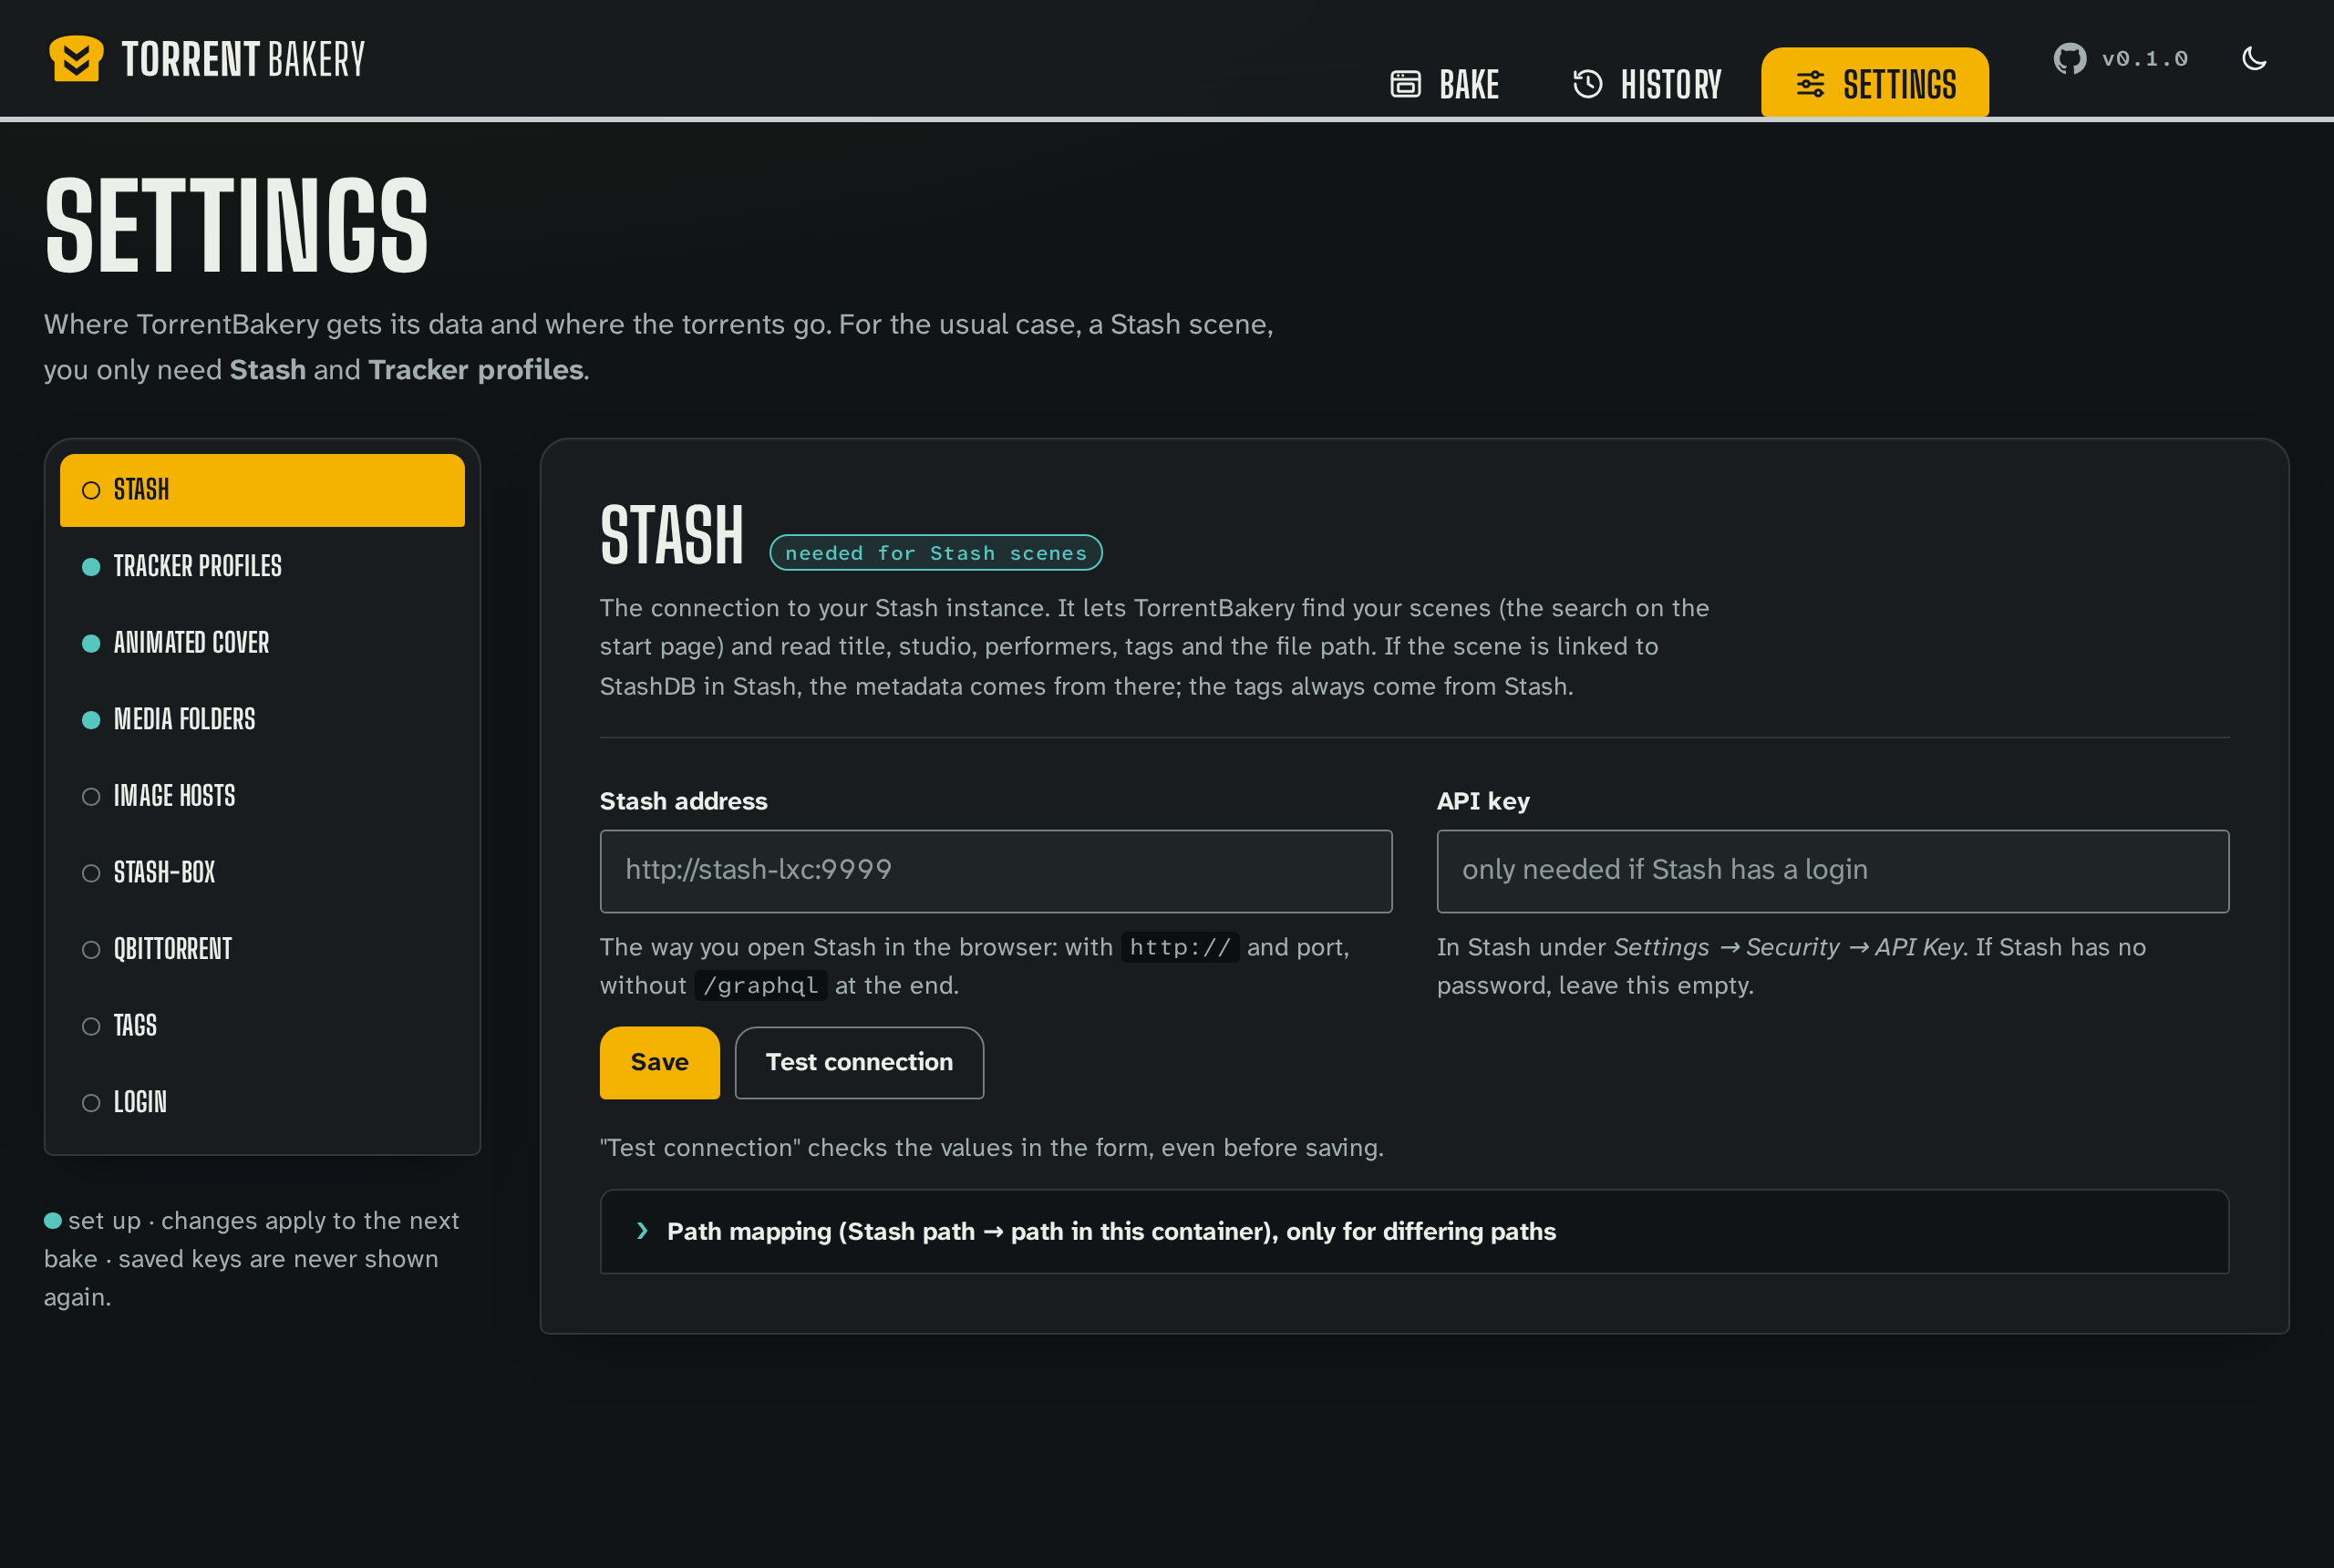 TORRENT BAKERY
BAKE
HISTORY
SETTINGS
v0.1.0
SETTINGS
Where TorrentBakery gets its data and where the torrents go. For the usual case, a Stash scene,
you only need Stash and Tracker profiles.
STASH
TRACKER PROFILES
ANIMATED COVER
MEDIA FOLDERS
IMAGE HOSTS
STASH-BOX
QBITTORRENT
TAGS
LOGIN
set up · changes apply to the next
bake · saved keys are never shown
again.
STASH
needed for Stash scenes
The connection to your Stash instance. It lets TorrentBakery find your scenes (the search on the
start page) and read title, studio, performers, tags and the file path. If the scene is linked to
StashDB in Stash, the metadata comes from there; the tags always come from Stash.
Stash address
http://stash-lxc:9999
The way you open Stash in the browser: with http:// and port,
without /graphql at the end.
API key
only needed if Stash has a login
In Stash under Settings → Security → API Key. If Stash has no
password, leave this empty.
Save
Test connection
"Test connection" checks the values in the form, even before saving.
Path mapping (Stash path → path in this container), only for differing paths